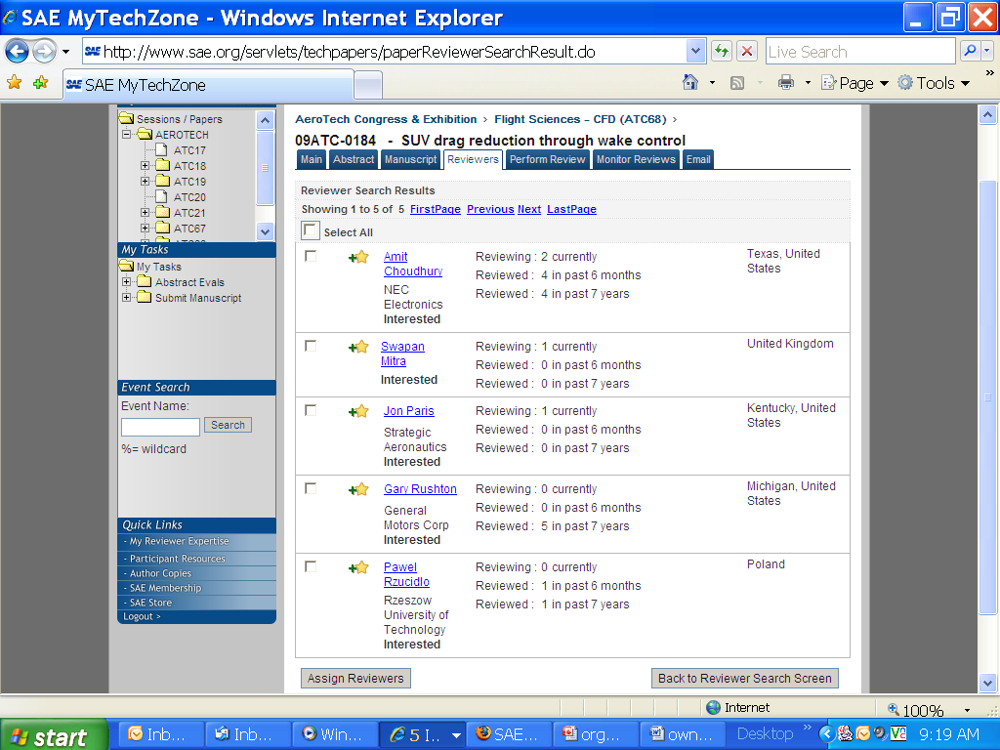 SAE MyTechZone - Windows Internet Explorer
http://www.sae.org/servlets/techpapers/paperReviewerSearchResult.do
Live Search
SAE MyTechZone
Page
Tools
»
Sessions / Papers
AEROTECH
ATC17
ATC18
ATC19
ATC20
ATC21
ATC67
My Tasks
My Tasks
Abstract Evals
Submit Manuscript
Event Search
Event Name:
Search
%= wildcard
Quick Links
- My Reviewer Expertise
- Participant Resources
- Author Copies
- SAE Membership
- SAE Store
Logout >
AeroTech Congress & Exhibition > Flight Sciences - CFD (ATC68) >
09ATC-0184 - SUV drag reduction through wake control
Main Abstract Manuscript Reviewers Perform Review Monitor Reviews Email
Reviewer Search Results
Showing 1 to 5 of 5 FirstPage Previous Next LastPage
Select All
Amit
Choudhury
NEC
Electronics
Interested
Reviewing : 2 currently
Reviewed : 4 in past 6 months
Reviewed : 4 in past 7 years
Texas, United
States
Swapan
Mitra
Interested
Reviewing : 1 currently
Reviewed : 0 in past 6 months
Reviewed : 0 in past 7 years
United Kingdom
Jon Paris
Strategic
Aeronautics
Interested
Reviewing : 1 currently
Reviewed : 0 in past 6 months
Reviewed : 0 in past 7 years
Kentucky, United
States
Gary Rushton
General
Motors Corp
Interested
Reviewing : 0 currently
Reviewed : 0 in past 6 months
Reviewed : 5 in past 7 years
Michigan, United
States
Pawel
Rzucidlo
Rzeszow
University of
Technology
Interested
Reviewing : 0 currently
Reviewed : 1 in past 6 months
Reviewed : 1 in past 7 years
Poland
Assign Reviewers
Back to Reviewer Search Screen
Internet
100%
start
Inb...
Inb...
Win...
5 I...
SAE...
org...
own...
Desktop
»
9:19 AM